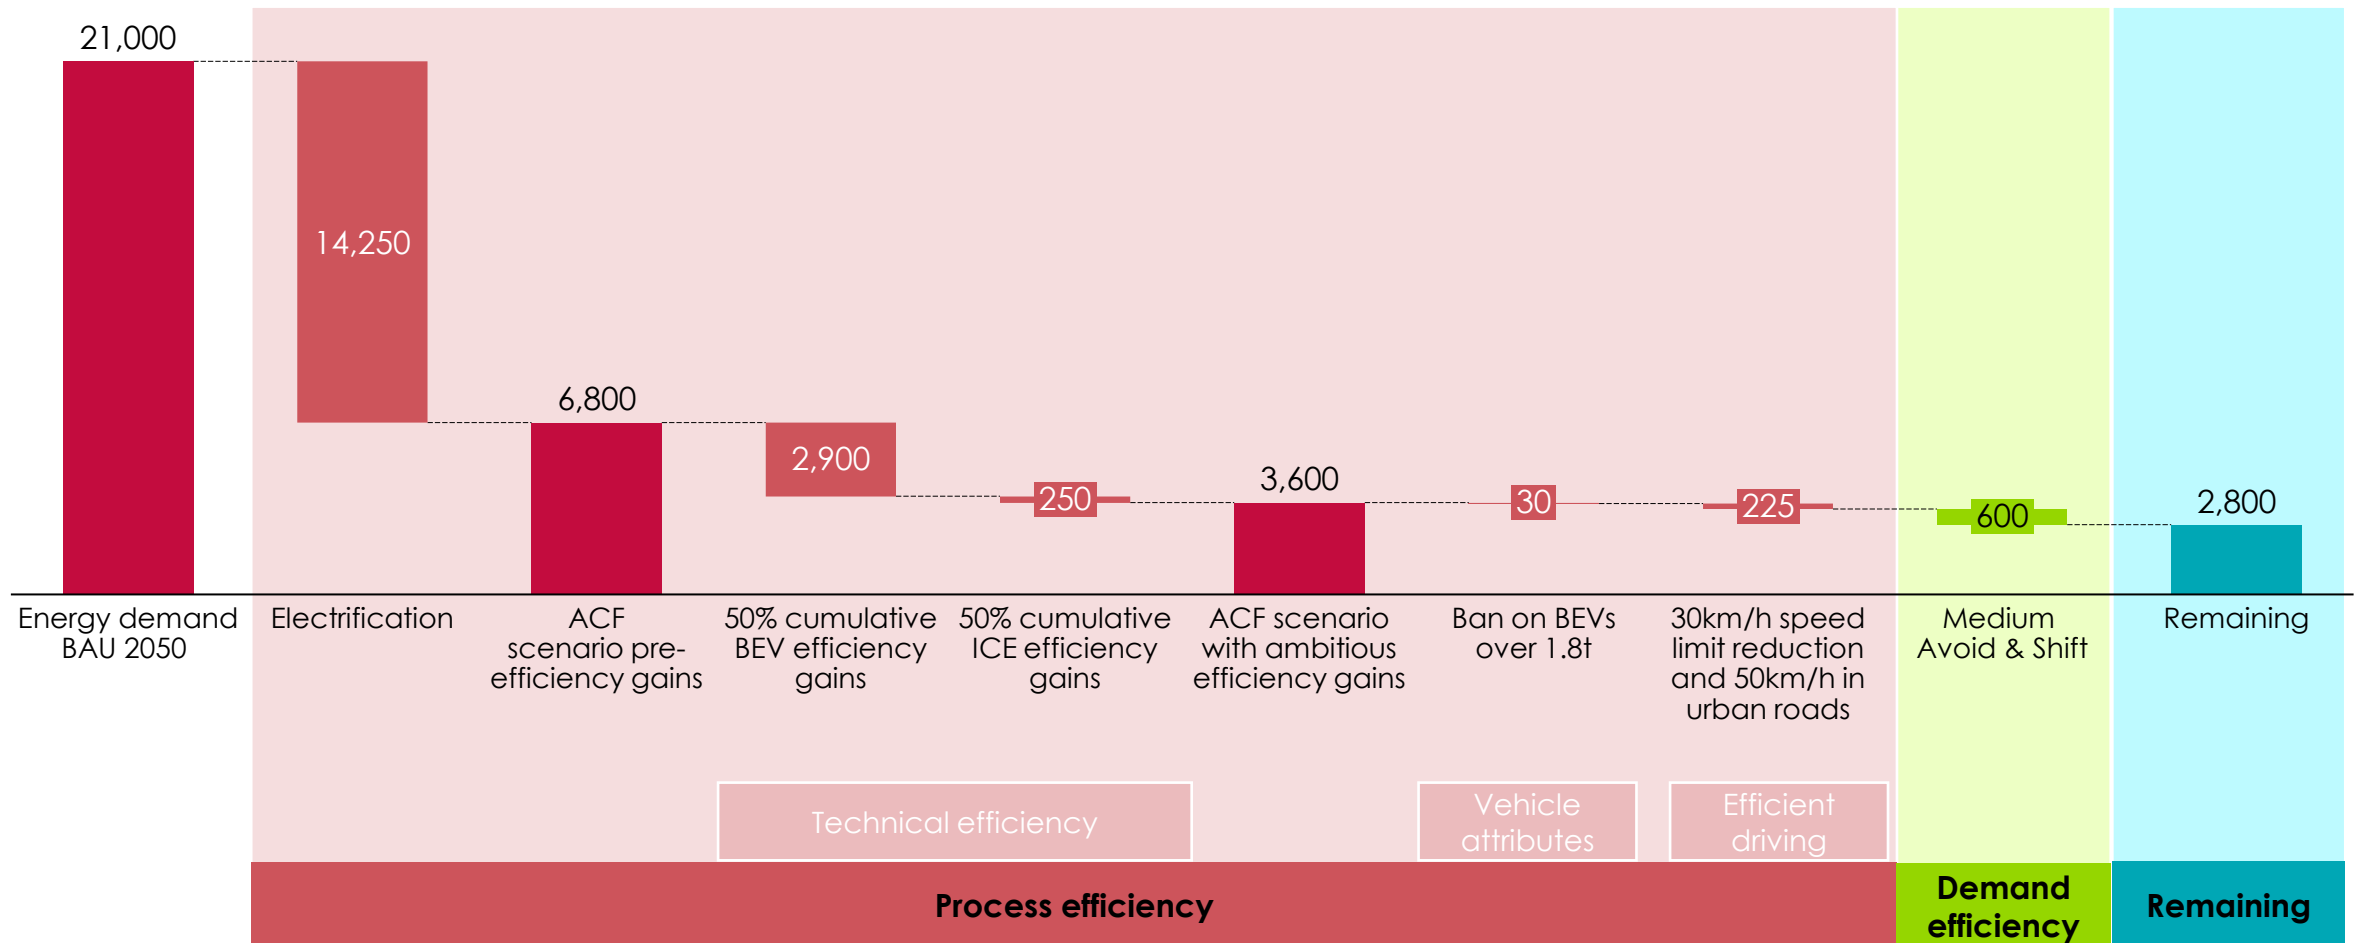 21,000
14,250
6,800
2,900
250
3,600
30
225
600
2,800
Energy demand
BAU 2050
Electrification
ACF
scenario pre-
efficiency gains
50% cumulative
BEV efficiency
gains
50% cumulative
ICE efficiency
gains
ACF scenario
with ambitious
efficiency gains
Ban on BEVs
over 1.8t
30km/h speed
limit reduction
and 50km/h in
urban roads
Medium
Avoid & Shift
Remaining
Technical efficiency
Vehicle
attributes
Efficient
driving
Process efficiency
Demand
efficiency
Remaining